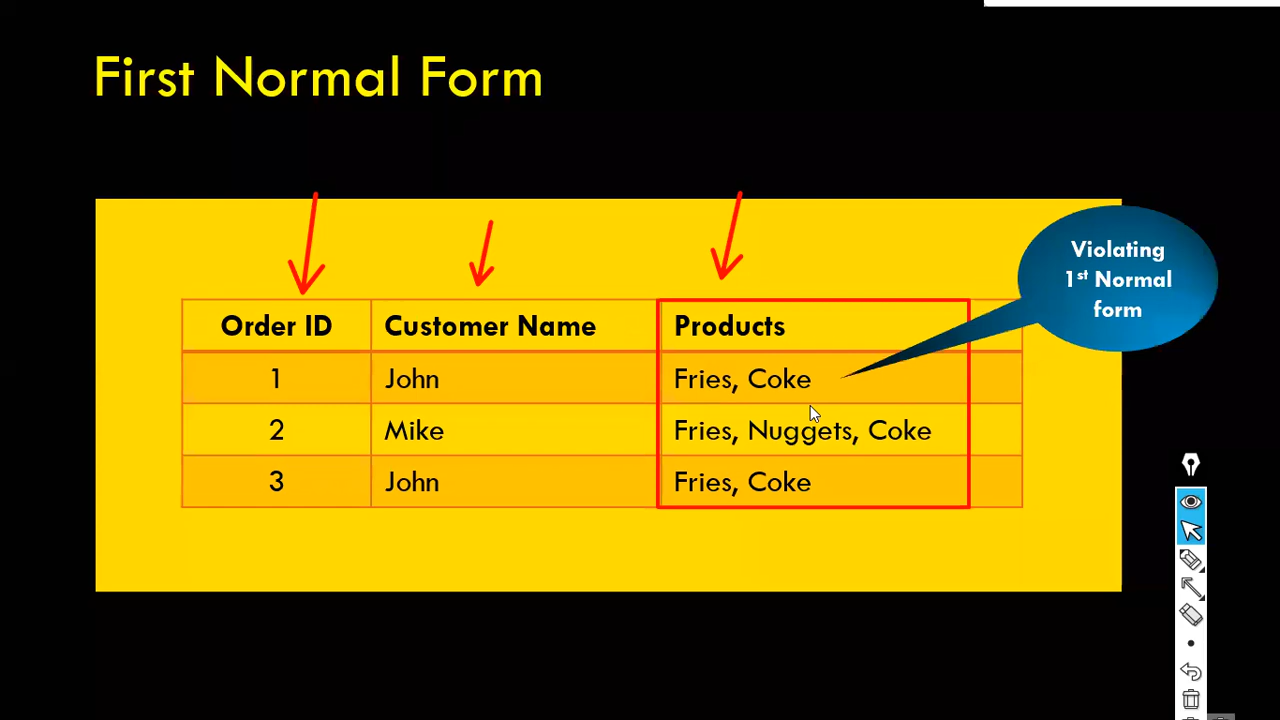 First Normal Form
Violating
1st Normal
form
Order ID Customer Name Products
1 John Fries, Coke
2 Mike Fries, Nuggets, Coke
3 John Fries, Coke